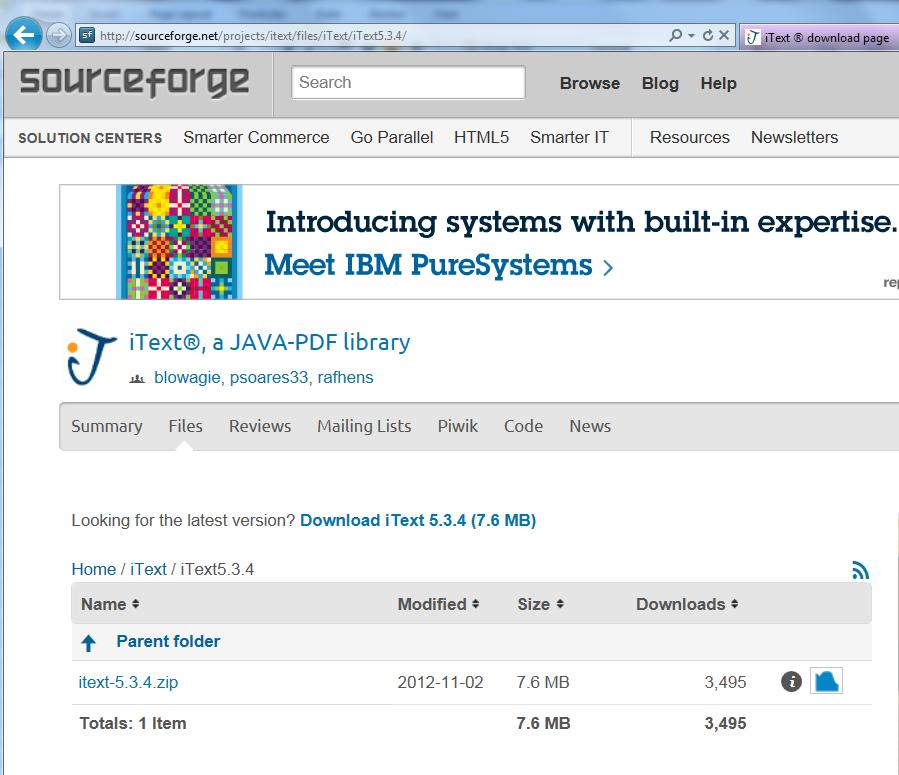 sf http://sourceforge.net/projects/itext/files/iText/iText5.3.4/ iText ® download page
sourceforge Search Browse Blog Help
SOLUTION CENTERS Smarter Commerce Go Parallel HTML5 Smarter IT Resources Newsletters
Introducing systems with built-in expertise.
Meet IBM PureSystems >
iText®, a JAVA-PDF library
blowagie, psoares33, rafhens
Summary Files Reviews Mailing Lists Piwik Code News
Looking for the latest version? Download iText 5.3.4 (7.6 MB)
Home / iText / iText5.3.4
Name Modified Size Downloads
Parent folder
itext-5.3.4.zip 2012-11-02 7.6 MB 3,495 i
Totals: 1 Item 7.6 MB 3,495